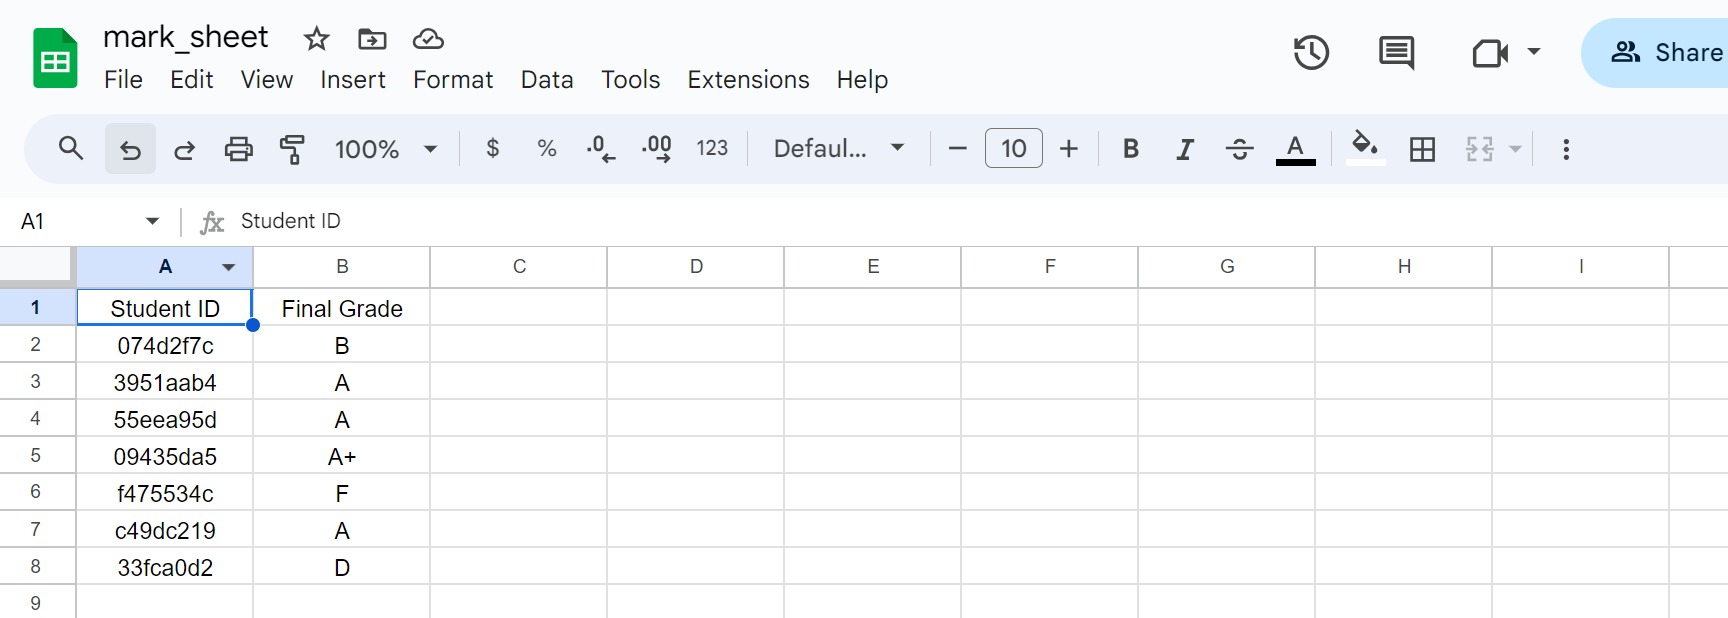 mark_sheet
File Edit View Insert Format Data Tools Extensions Help
Share
100% $ % .0 .00 123 Defaul... − 10 + B I S A
A1 fx Student ID
A B C D E F G H I
1 Student ID Final Grade
2 074d2f7c B
3 3951aab4 A
4 55eea95d A
5 09435da5 A+
6 f475534c F
7 c49dc219 A
8 33fca0d2 D
9